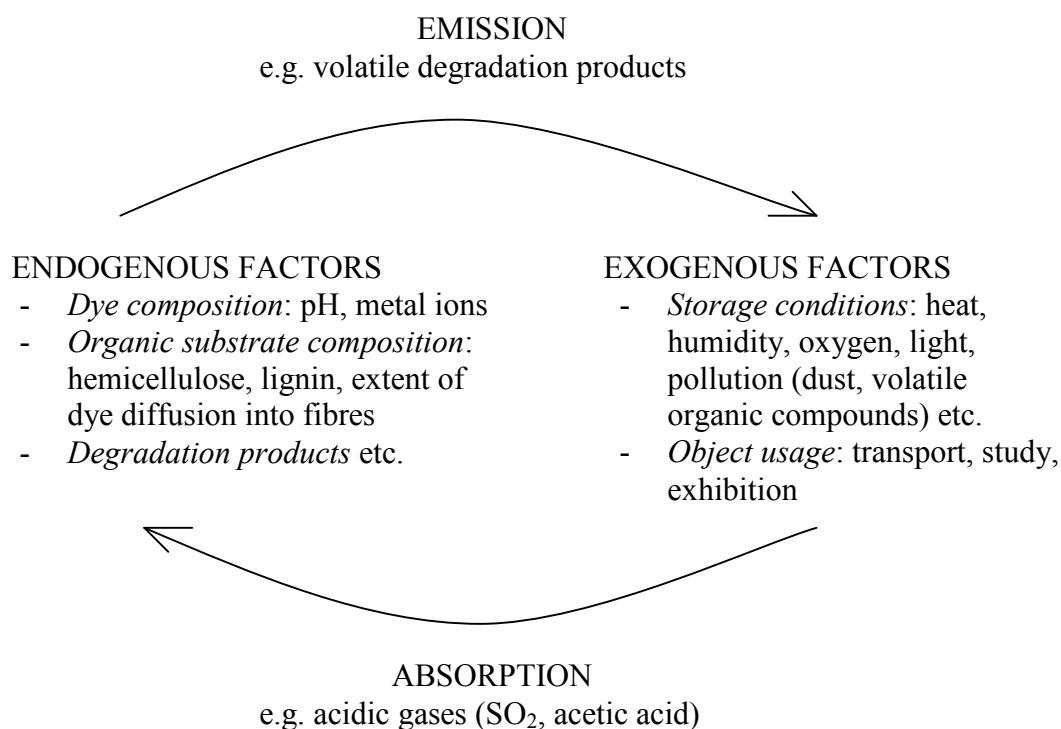 EMISSION
e.g. volatile degradation products
ENDOGENOUS FACTORS
- Dye composition: pH, metal ions
- Organic substrate composition:
hemicellulose, lignin, extent of
dye diffusion into fibres
- Degradation products etc.
EXOGENOUS FACTORS
- Storage conditions: heat,
humidity, oxygen, light,
pollution (dust, volatile
organic compounds) etc.
- Object usage: transport, study,
exhibition
ABSORPTION
e.g. acidic gases (SO₂, acetic acid)